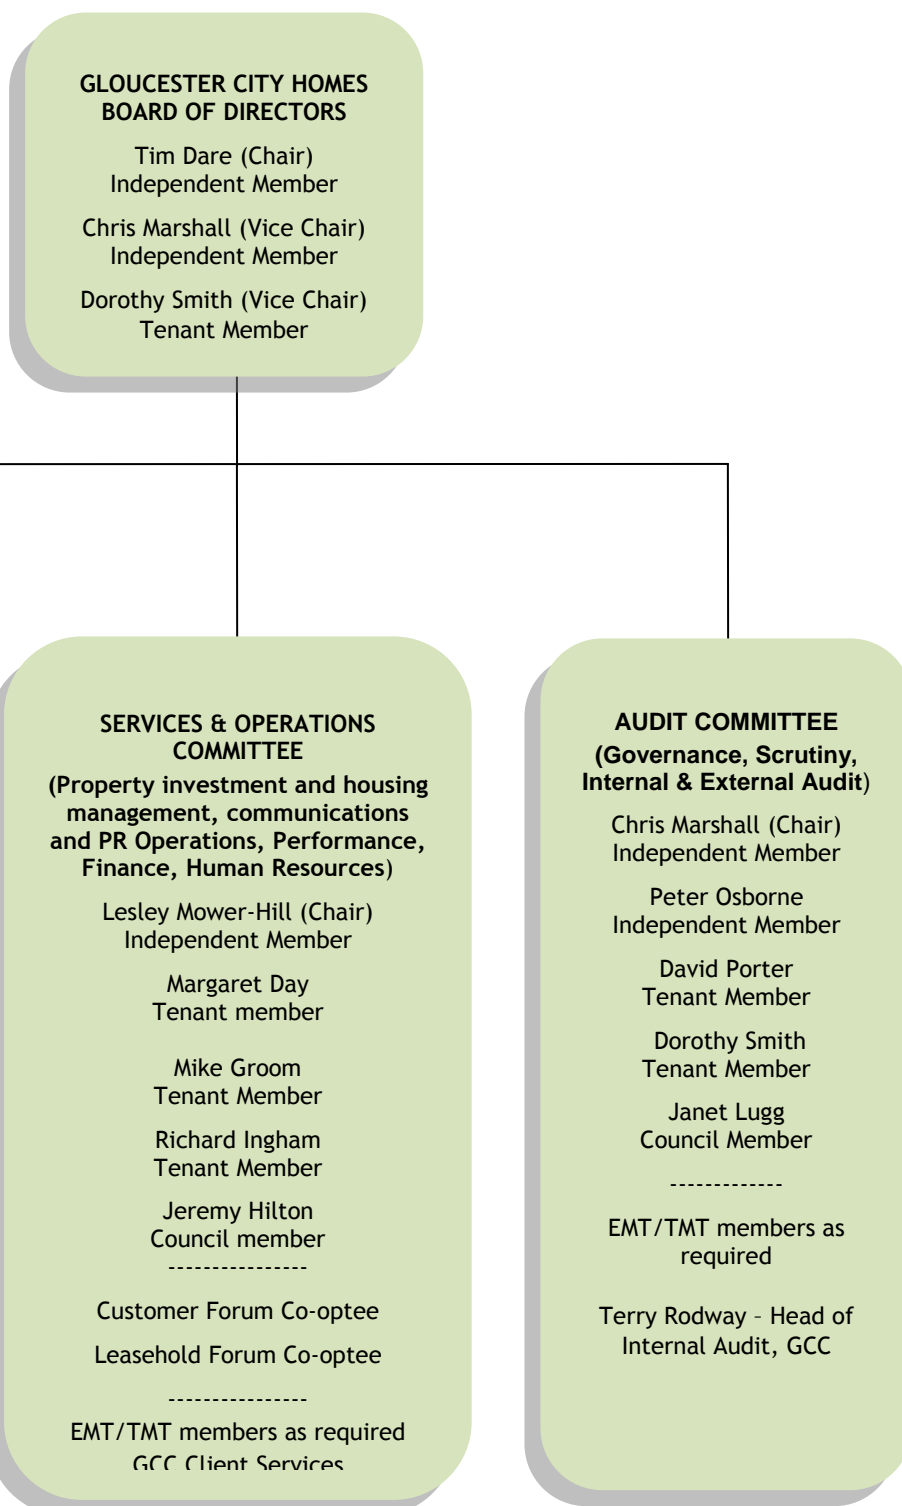 GLOUCESTER CITY HOMES
BOARD OF DIRECTORS
Tim Dare (Chair)
Independent Member
Chris Marshall (Vice Chair)
Independent Member
Dorothy Smith (Vice Chair)
Tenant Member
SERVICES & OPERATIONS
COMMITTEE
(Property investment and housing
management, communications
and PR Operations, Performance,
Finance, Human Resources)
Lesley Mower-Hill (Chair)
Independent Member
Margaret Day
Tenant member
Mike Groom
Tenant Member
Richard Ingham
Tenant Member
Jeremy Hilton
Council member
----------------
Customer Forum Co-optee
Leasehold Forum Co-optee
----------------
EMT/TMT members as required
GCC Client Services
AUDIT COMMITTEE
(Governance, Scrutiny,
Internal & External Audit)
Chris Marshall (Chair)
Independent Member
Peter Osborne
Independent Member
David Porter
Tenant Member
Dorothy Smith
Tenant Member
Janet Lugg
Council Member
-------------
EMT/TMT members as
required
Terry Rodway – Head of
Internal Audit, GCC